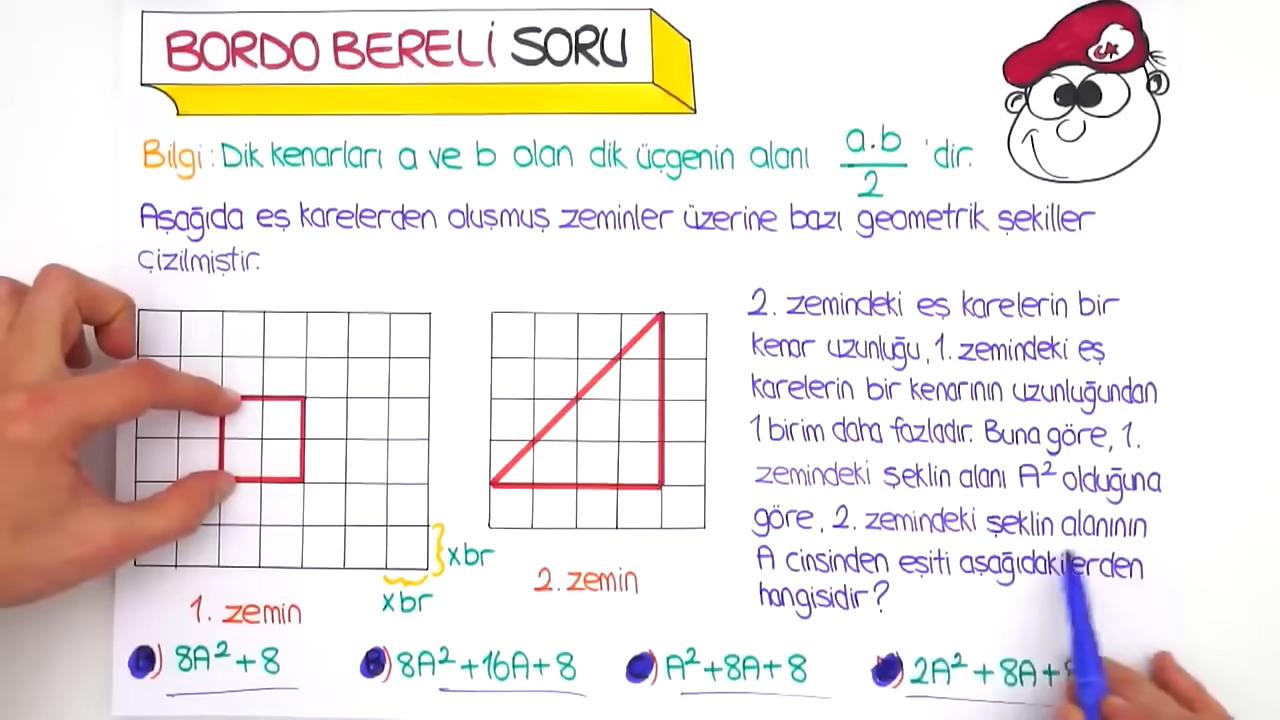 BORDO BERELİ SORU
Bilgi: Dik kenarları a ve b olan dik üçgenin alanı a.b/2 'dir.
Aşağıda eş karelerden oluşmuş zeminler üzerine bazı geometrik şekiller
çizilmiştir.
2. zemindeki eş karelerin bir
kenar uzunluğu, 1. zemindeki eş
karelerin bir kenarının uzunluğundan
1 birim daha fazladır. Buna göre, 1.
zemindeki şeklin alanı A² olduğuna
göre, 2. zemindeki şeklin alanının
A cinsinden eşiti aşağıdakilerden
hangisidir?
x br
x br
1. zemin
2. zemin
8A² + 8
B) 8A² + 16A + 8
A² + 8A + 8
2A² + 8A +